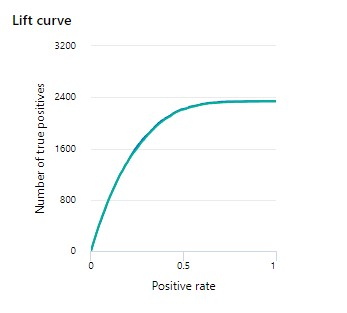 Lift curve
3200
2400
1600
800
0
Number of true positives
0 0.5 1
Positive rate